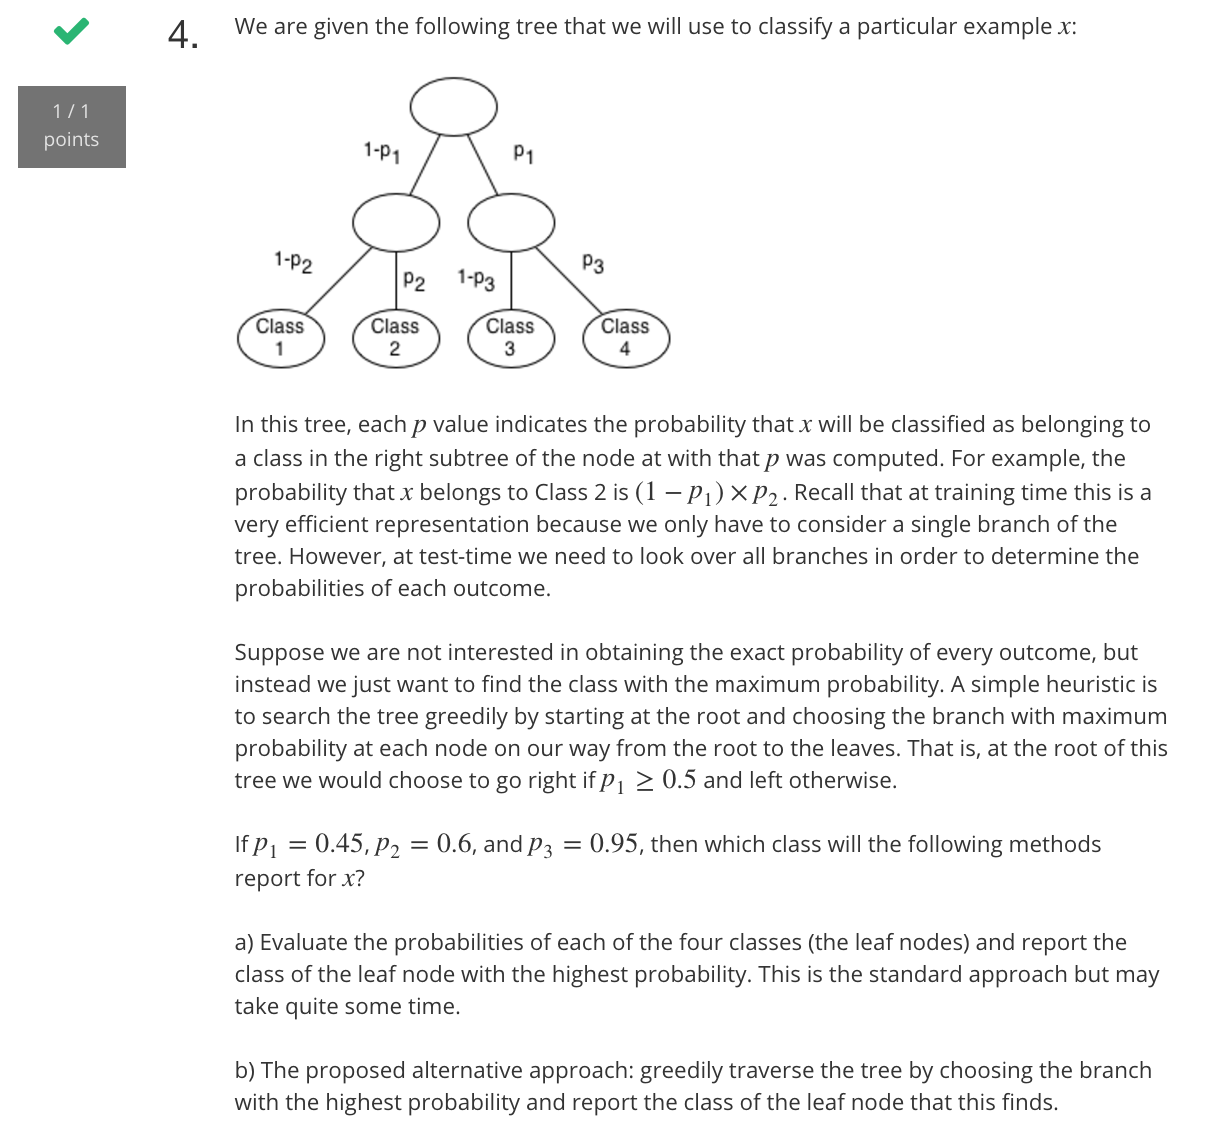 4. We are given the following tree that we will use to classify a particular example x:
1 / 1
points
1-p₁ p₁
1-p₂ p₂ 1-p₃ p₃
Class 1 Class 2 Class 3 Class 4
In this tree, each p value indicates the probability that x will be classified as belonging to
a class in the right subtree of the node at with that p was computed. For example, the
probability that x belongs to Class 2 is (1 − p₁) × p₂. Recall that at training time this is a
very efficient representation because we only have to consider a single branch of the
tree. However, at test-time we need to look over all branches in order to determine the
probabilities of each outcome.
Suppose we are not interested in obtaining the exact probability of every outcome, but
instead we just want to find the class with the maximum probability. A simple heuristic is
to search the tree greedily by starting at the root and choosing the branch with maximum
probability at each node on our way from the root to the leaves. That is, at the root of this
tree we would choose to go right if p₁ ≥ 0.5 and left otherwise.
If p₁ = 0.45, p₂ = 0.6, and p₃ = 0.95, then which class will the following methods
report for x?
a) Evaluate the probabilities of each of the four classes (the leaf nodes) and report the
class of the leaf node with the highest probability. This is the standard approach but may
take quite some time.
b) The proposed alternative approach: greedily traverse the tree by choosing the branch
with the highest probability and report the class of the leaf node that this finds.